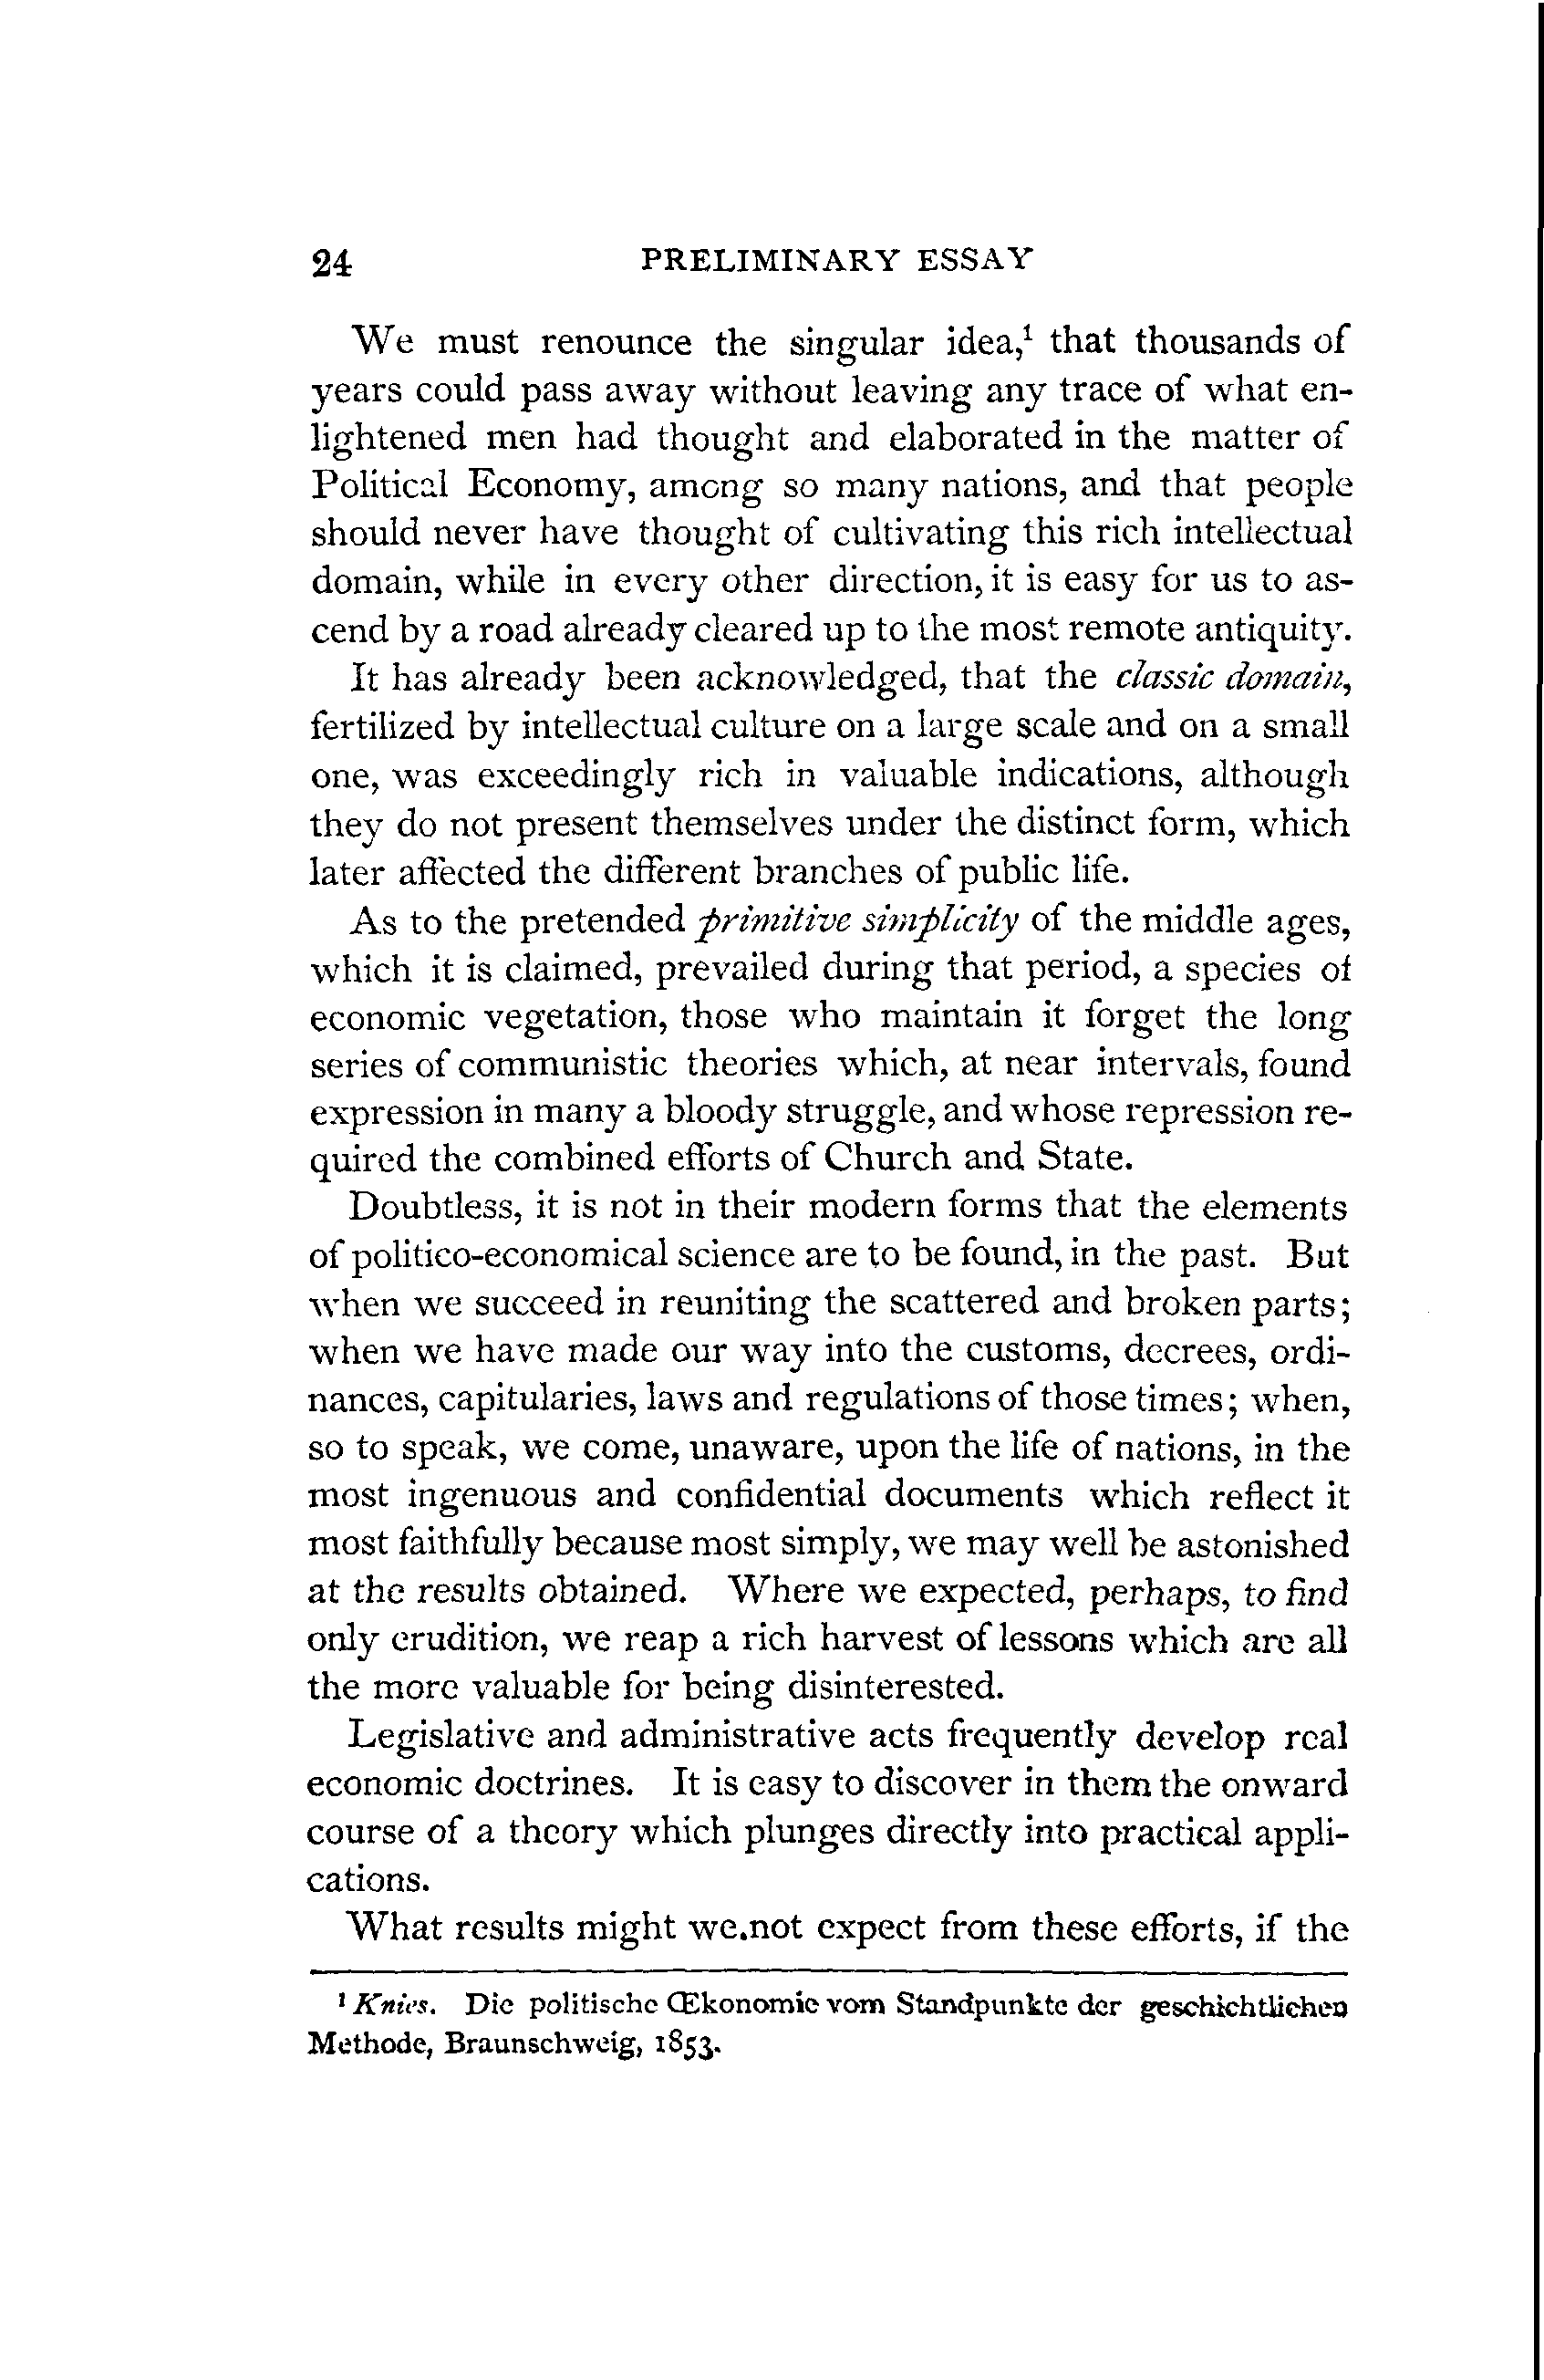 24 PRELIMINARY ESSAY
We must renounce the singular idea,¹ that thousands of
years could pass away without leaving any trace of what en-
lightened men had thought and elaborated in the matter of
Political Economy, among so many nations, and that people
should never have thought of cultivating this rich intellectual
domain, while in every other direction, it is easy for us to as-
cend by a road already cleared up to the most remote antiquity.
It has already been acknowledged, that the classic domain,
fertilized by intellectual culture on a large scale and on a small
one, was exceedingly rich in valuable indications, although
they do not present themselves under the distinct form, which
later affected the different branches of public life.
As to the pretended primitive simplicity of the middle ages,
which it is claimed, prevailed during that period, a species of
economic vegetation, those who maintain it forget the long
series of communistic theories which, at near intervals, found
expression in many a bloody struggle, and whose repression re-
quired the combined efforts of Church and State.
Doubtless, it is not in their modern forms that the elements
of politico-economical science are to be found, in the past. But
when we succeed in reuniting the scattered and broken parts;
when we have made our way into the customs, decrees, ordi-
nances, capitularies, laws and regulations of those times; when,
so to speak, we come, unaware, upon the life of nations, in the
most ingenuous and confidential documents which reflect it
most faithfully because most simply, we may well be astonished
at the results obtained. Where we expected, perhaps, to find
only erudition, we reap a rich harvest of lessons which are all
the more valuable for being disinterested.
Legislative and administrative acts frequently develop real
economic doctrines. It is easy to discover in them the onward
course of a theory which plunges directly into practical appli-
cations.
What results might we.not expect from these efforts, if the
¹ Knies. Die politische Œkonomie vom Standpunkte der geschichtlichen
Methode, Braunschweig, 1853.